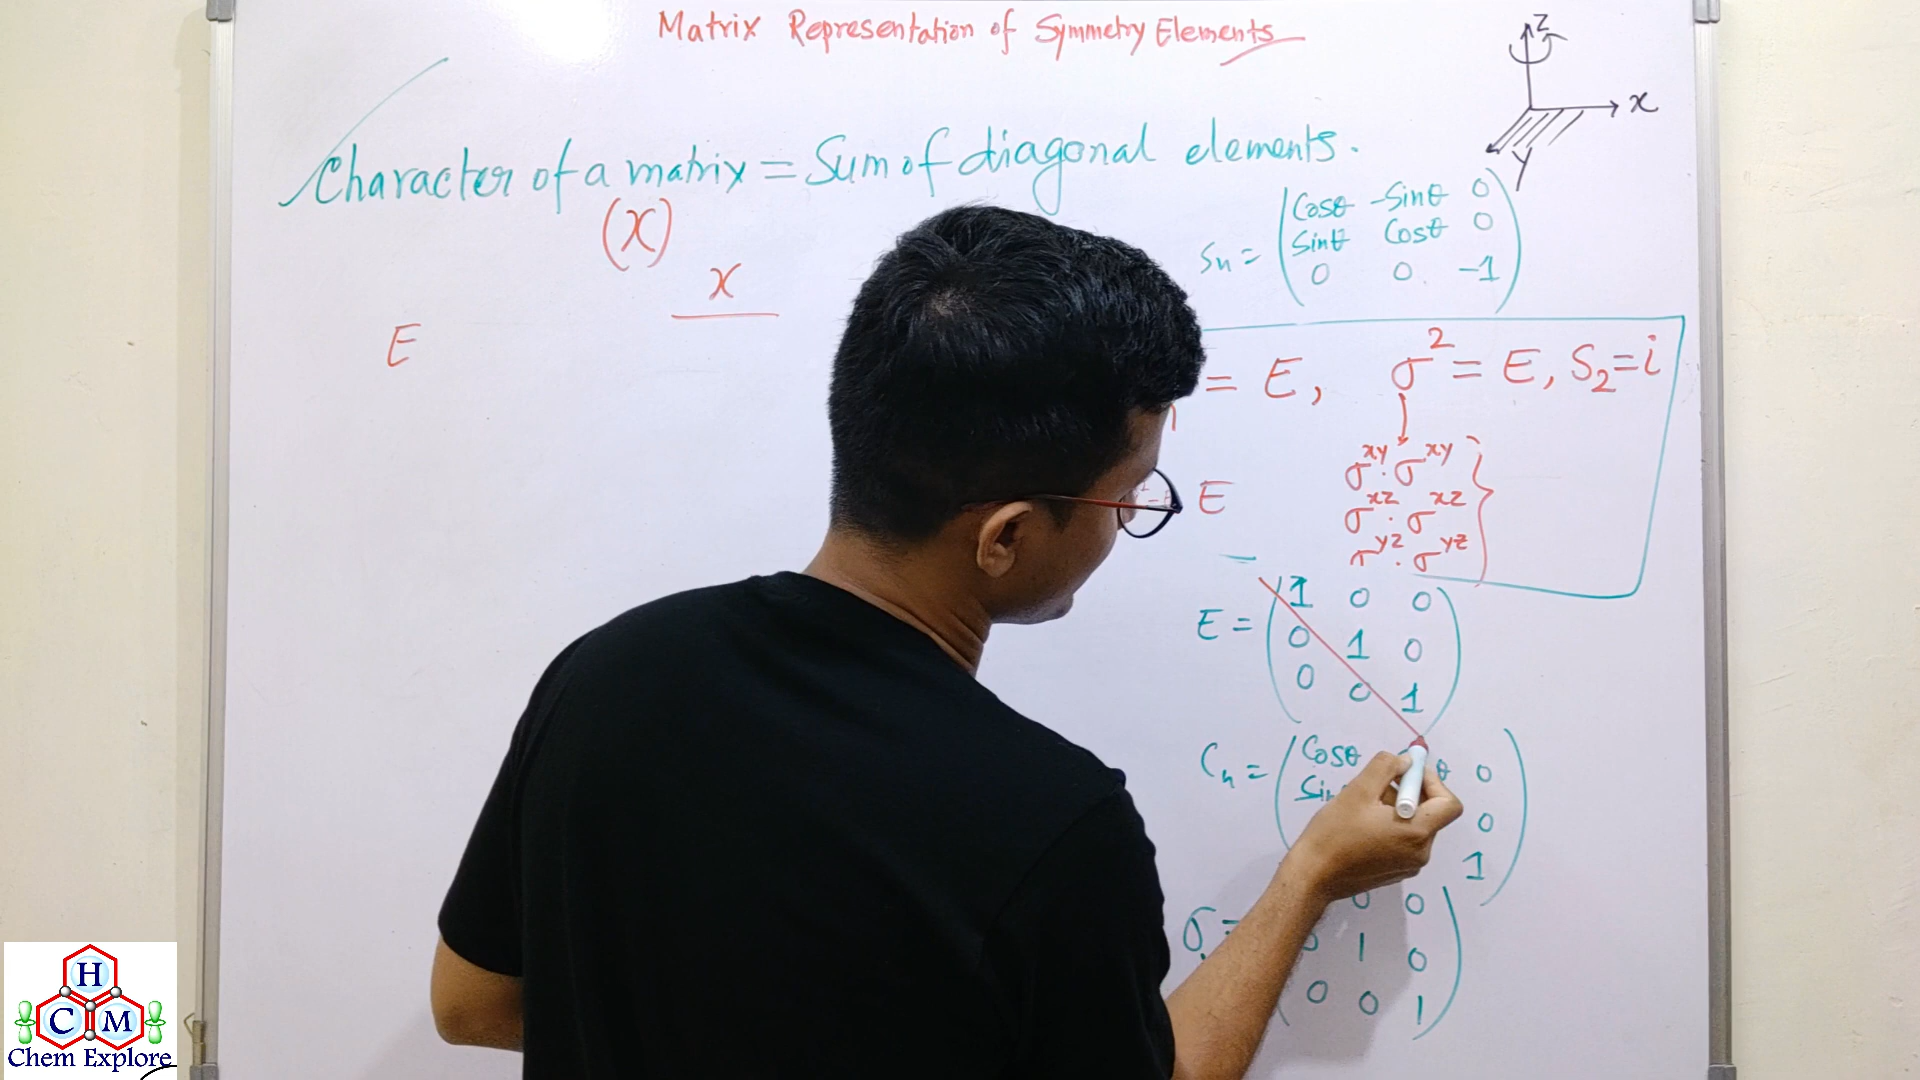 Matrix Representation of Symmetry Elements
Z
x
Y
Character of a matrix = Sum of diagonal elements.
(χ)
χ
E
Sn = (Cosθ -Sinθ 0
Sinθ Cosθ 0
0 0 -1)
= E, σ² = E, S₂=i
E
σˣʸ.σˣʸ
σˣᶻ.σˣᶻ
σʸᶻ.σʸᶻ
E = (1 0 0
0 1 0
0 0 1)
Cn = (Cosθ θ 0
0
1)
σ =
0 0
0 1 0
0 0 1
H
C M
Chem Explore